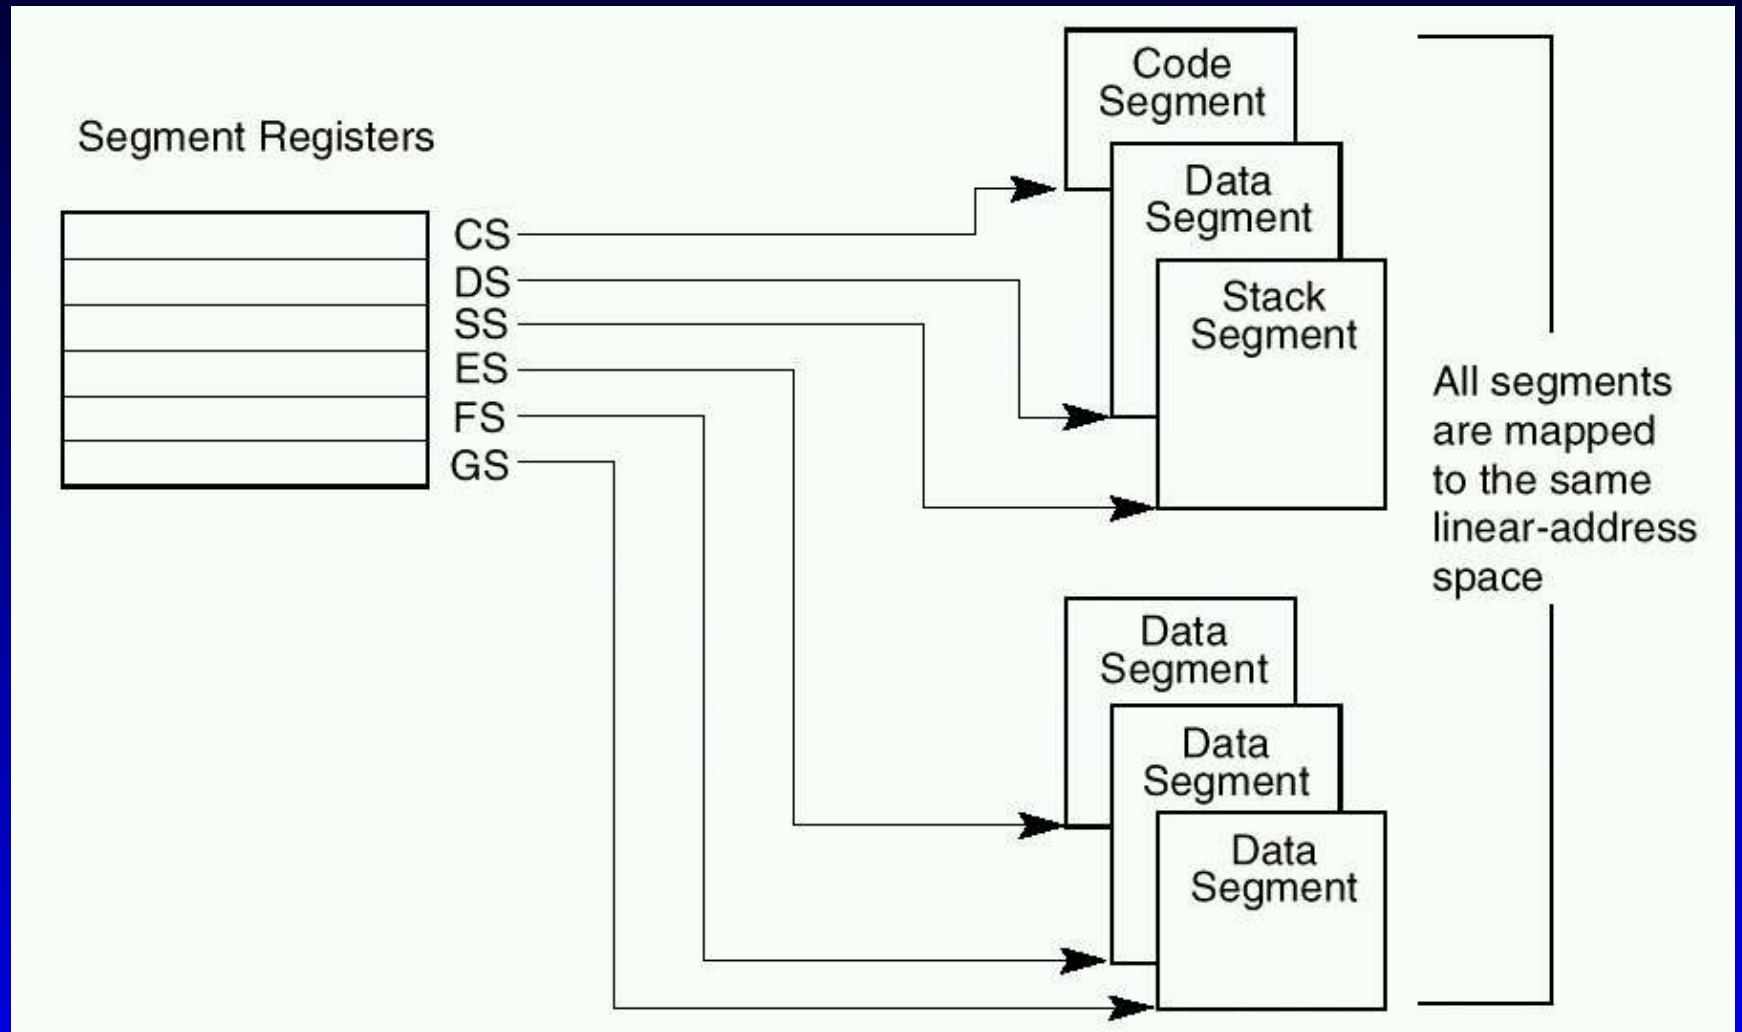 Segment Registers
CS
DS
SS
ES
FS
GS
Code
Segment
Data
Segment
Stack
Segment
Data
Segment
Data
Segment
Data
Segment
All segments
are mapped
to the same
linear-address
space